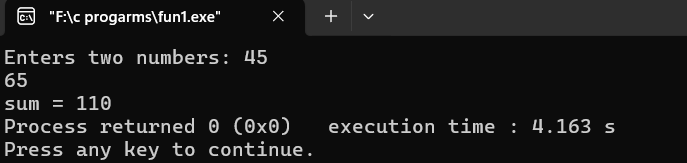 "F:\c progarms\fun1.exe"
Enters two numbers: 45
65
sum = 110
Process returned 0 (0x0)   execution time : 4.163 s
Press any key to continue.